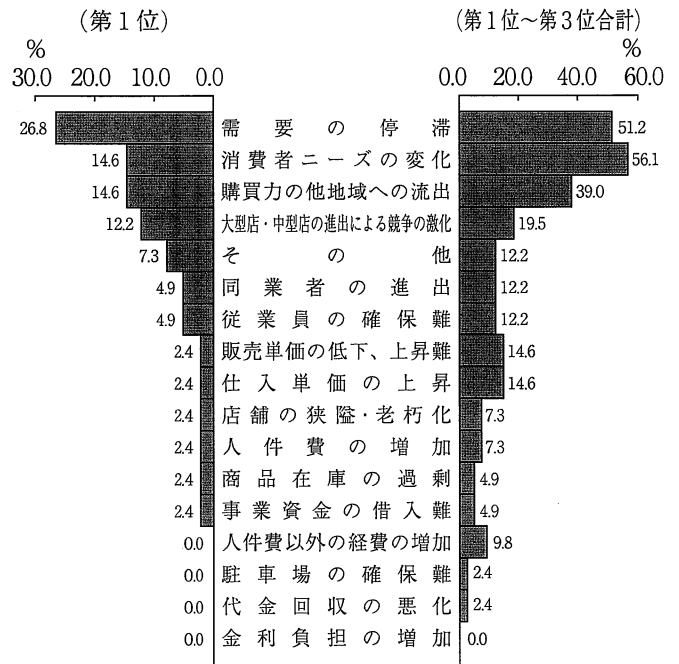 （第１位） （第１位～第３位合計）
% %
30.0 20.0 10.0 0.0 0.0 20.0 40.0 60.0
26.8 需要の停滞 51.2
14.6 消費者ニーズの変化 56.1
14.6 購買力の他地域への流出 39.0
12.2 大型店・中型店の進出による競争の激化 19.5
7.3 その他 12.2
4.9 同業者の進出 12.2
4.9 従業員の確保難 12.2
2.4 販売単価の低下、上昇難 14.6
2.4 仕入単価の上昇 14.6
2.4 店舗の狭隘・老朽化 7.3
2.4 人件費の増加 7.3
2.4 商品在庫の過剰 4.9
2.4 事業資金の借入難 4.9
0.0 人件費以外の経費の増加 9.8
0.0 駐車場の確保難 2.4
0.0 代金回収の悪化 2.4
0.0 金利負担の増加 0.0